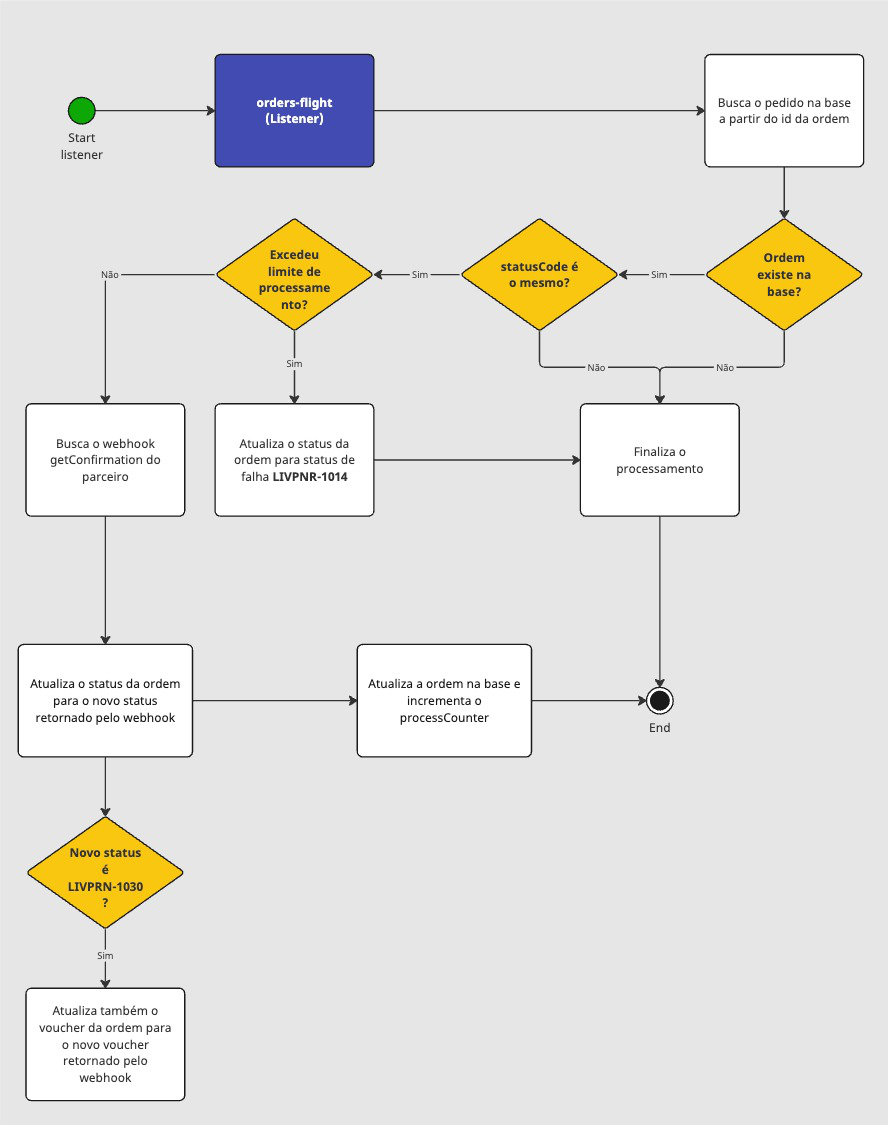 Start
listener
orders-flight
(Listener)
Busca o pedido na base
a partir do id da ordem
Ordem
existe na
base?
Sim
statusCode é
o mesmo?
Sim
Excedeu
limite de
processame
nto?
Não
Sim
Não
Não
Busca o webhook
getConfirmation do
parceiro
Atualiza o status da
ordem para status de
falha LIVPNR-1014
Finaliza o
processamento
Atualiza o status da ordem
para o novo status
retornado pelo webhook
Atualiza a ordem na base e
incrementa o
processCounter
End
Novo status
é
LIVPRN-1030
?
Sim
Atualiza também o
voucher da ordem para
o novo voucher
retornado pelo
webhook